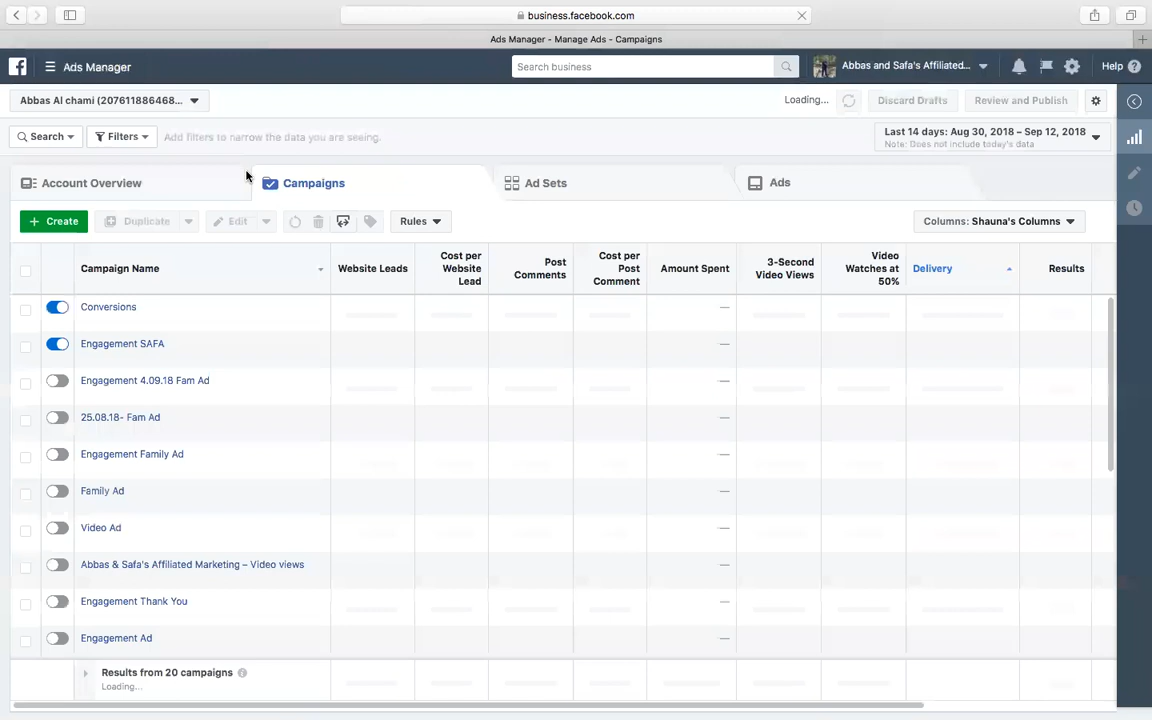 business.facebook.com
Ads Manager - Manage Ads - Campaigns
Ads Manager
Search business
Abbas and Safa's Affiliated...
Help
Abbas Al chami (207611886468...
Loading...
Discard Drafts
Review and Publish
Search
Filters
Add filters to narrow the data you are seeing.
Last 14 days: Aug 30, 2018 – Sep 12, 2018
Note: Does not include today's data
Account Overview
Campaigns
Ad Sets
Ads
+ Create
Duplicate
Edit
Rules
Columns: Shauna's Columns
Campaign Name
Website Leads
Cost per
Website
Lead
Post
Comments
Cost per
Post
Comment
Amount Spent
3-Second
Video Views
Video
Watches at
50%
Delivery
Results
Conversions
—
Engagement SAFA
—
Engagement 4.09.18 Fam Ad
—
25.08.18- Fam Ad
—
Engagement Family Ad
—
Family Ad
—
Video Ad
—
Abbas & Safa's Affiliated Marketing – Video views
—
Engagement Thank You
—
Engagement Ad
—
Results from 20 campaigns
Loading...